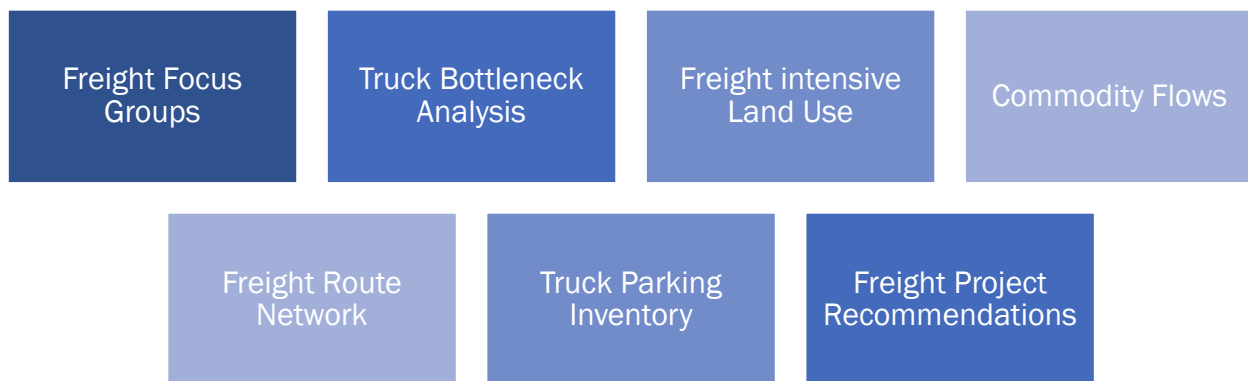 Freight Focus
Groups
Truck Bottleneck
Analysis
Freight intensive
Land Use
Commodity Flows
Freight Route
Network
Truck Parking
Inventory
Freight Project
Recommendations